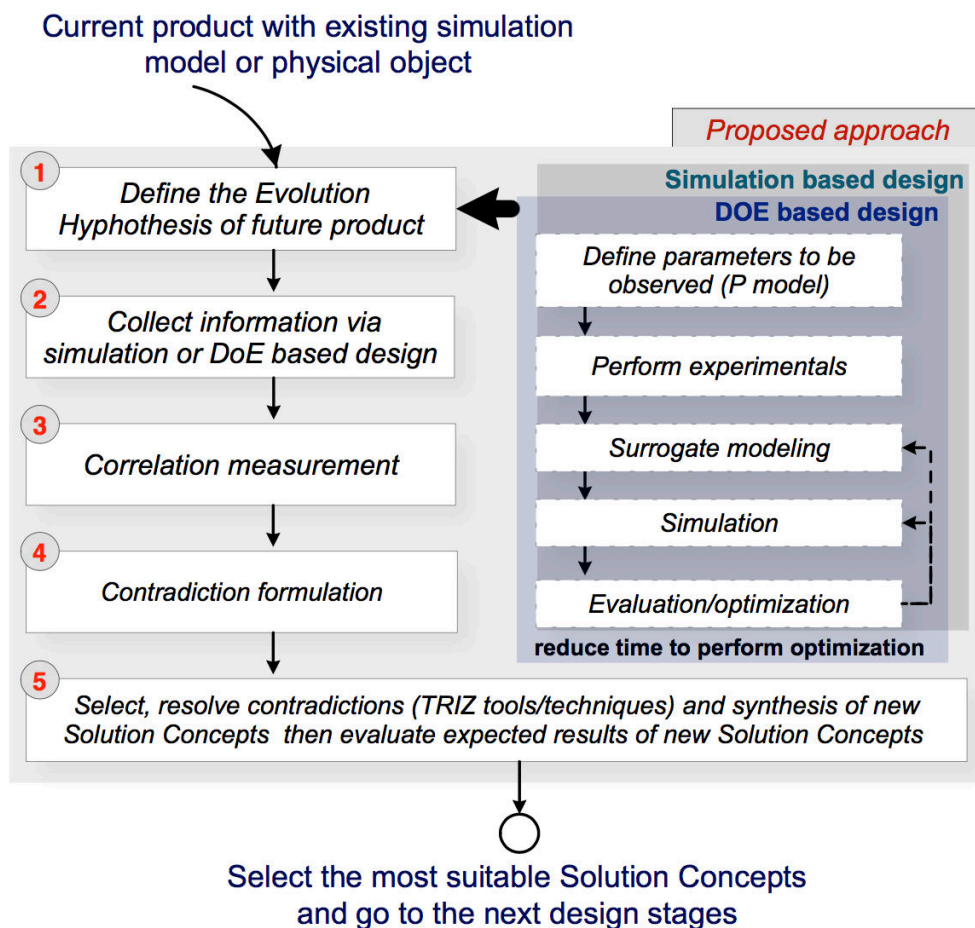 Current product with existing simulation
model or physical object
Proposed approach
1
Define the Evolution
Hyphothesis of future product
2
Collect information via
simulation or DoE based design
3
Correlation measurement
4
Contradiction formulation
Simulation based design
DOE based design
Define parameters to be
observed (P model)
Perform experimentals
Surrogate modeling
Simulation
Evaluation/optimization
reduce time to perform optimization
5
Select, resolve contradictions (TRIZ tools/techniques) and synthesis of new
Solution Concepts then evaluate expected results of new Solution Concepts
Select the most suitable Solution Concepts
and go to the next design stages